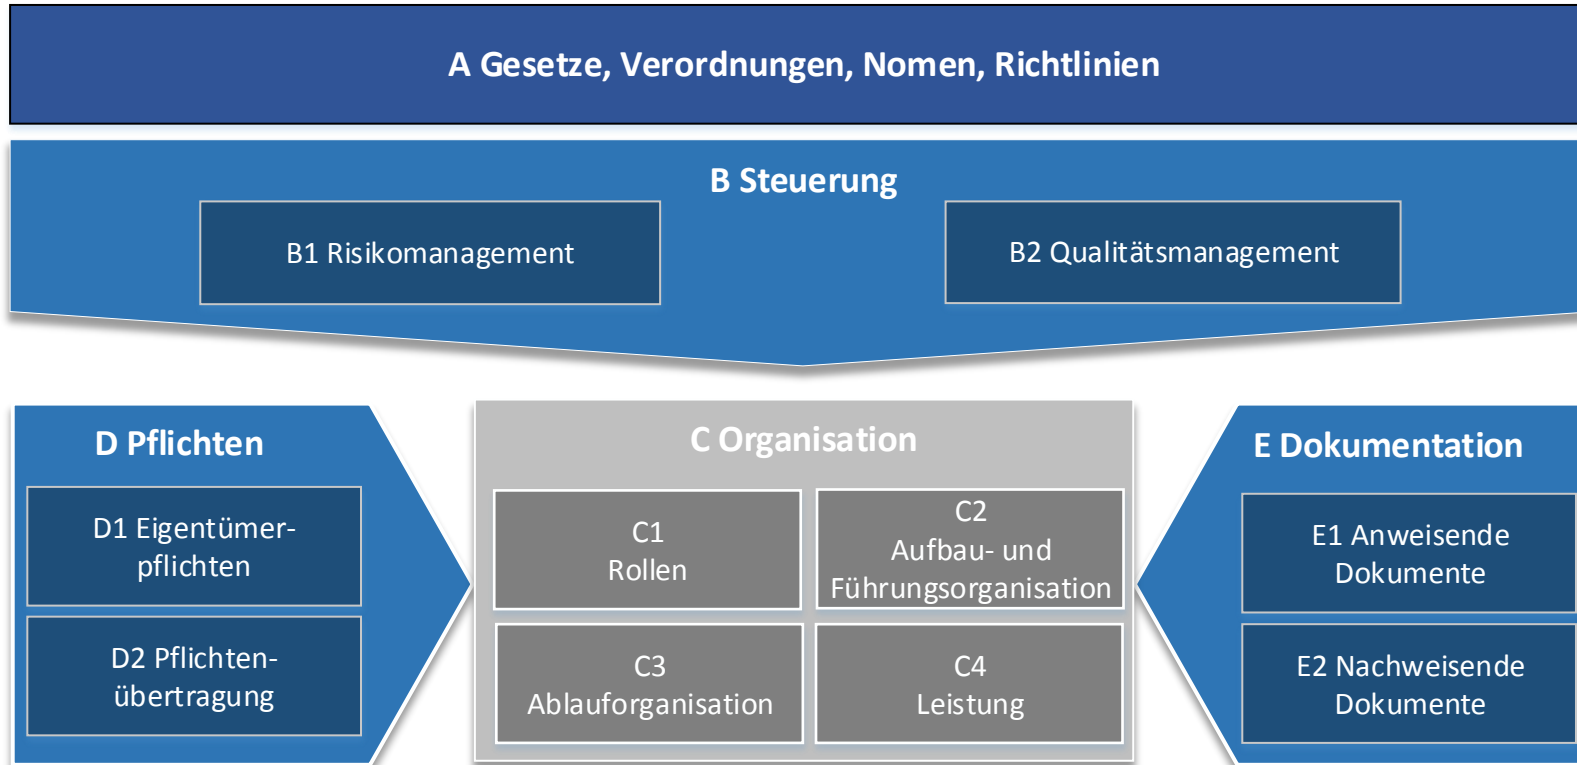 A Gesetze, Verordnungen, Nomen, Richtlinien
B Steuerung
B1 Risikomanagement
B2 Qualitätsmanagement
D Pflichten
D1 Eigentümer-
pflichten
D2 Pflichten-
übertragung
C Organisation
C1
Rollen
C2
Aufbau- und
Führungsorganisation
C3
Ablauforganisation
C4
Leistung
E Dokumentation
E1 Anweisende
Dokumente
E2 Nachweisende
Dokumente